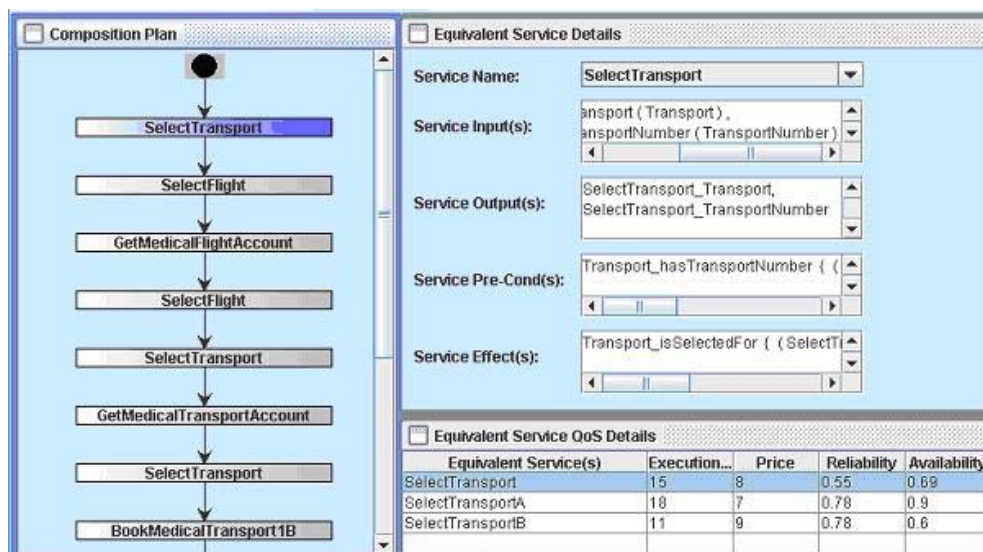 Composition Plan
SelectTransport
SelectFlight
GetMedicalFlightAccount
SelectFlight
SelectTransport
GetMedicalTransportAccount
SelectTransport
BookMedicalTransport1B
Equivalent Service Details
Service Name:
SelectTransport
Service Input(s):
ansport ( Transport ) ,
ansportNumber ( TransportNumber )
Service Output(s):
SelectTransport_Transport,
SelectTransport_TransportNumber
Service Pre-Cond(s):
Transport_hasTransportNumber { (
Service Effect(s):
Transport_isSelectedFor { ( SelectTr
Equivalent Service QoS Details
Equivalent Service(s) Execution... Price Reliability Availability
SelectTransport 15 8 0.55 0.69
SelectTransportA 18 7 0.78 0.9
SelectTransportB 11 9 0.78 0.6